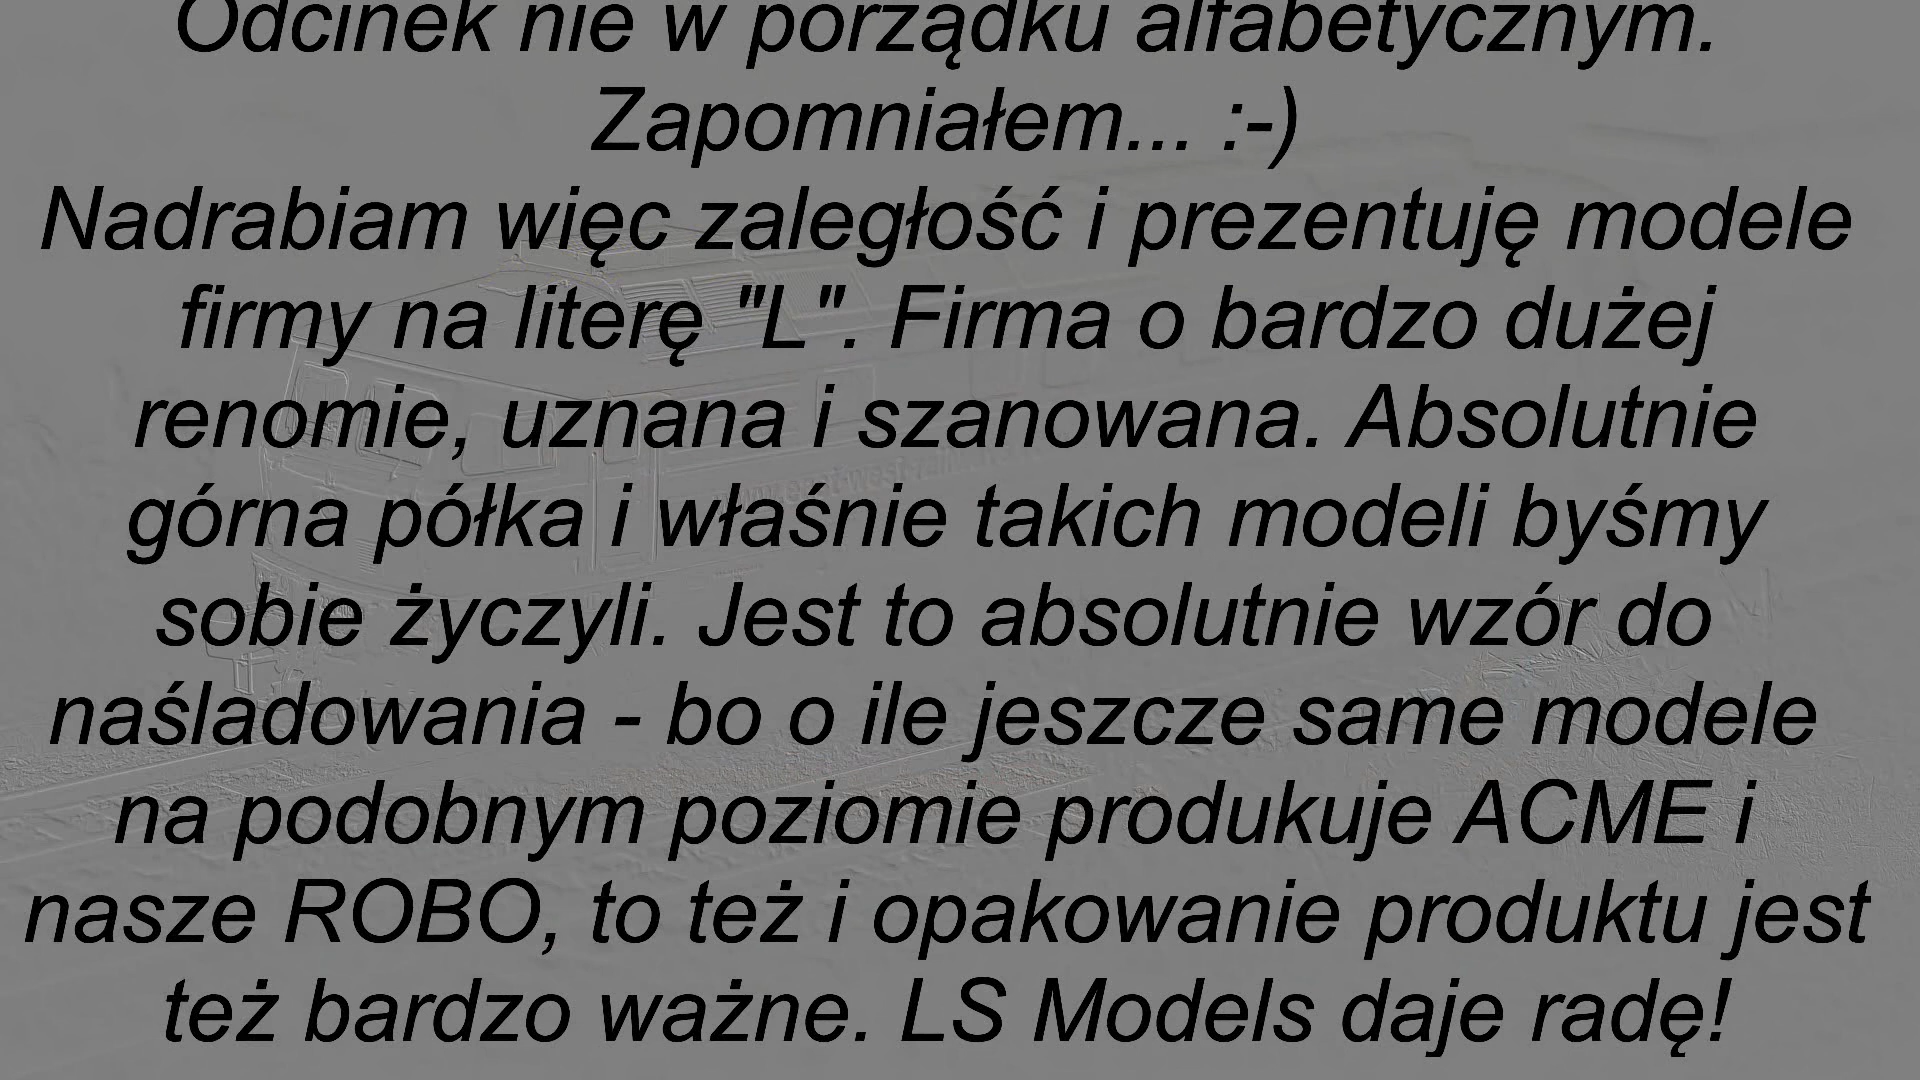 Odcinek nie w porządku alfabetycznym.
Zapomniałem... :-)
Nadrabiam więc zaległość i prezentuję modele
firmy na literę "L". Firma o bardzo dużej
renomie, uznana i szanowana. Absolutnie
górna półka i właśnie takich modeli byśmy
sobie życzyli. Jest to absolutnie wzór do
naśladowania - bo o ile jeszcze same modele
na podobnym poziomie produkuje ACME i
nasze ROBO, to też i opakowanie produktu jest
też bardzo ważne. LS Models daje radę!